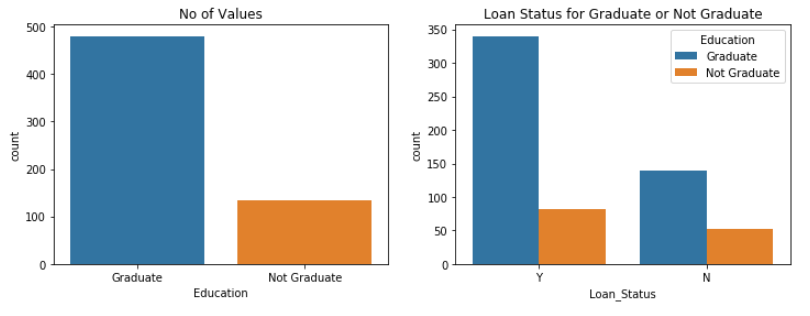 No of Values
500
400
300
200
100
0
count
Graduate
Not Graduate
Education
Loan Status for Graduate or Not Graduate
350
300
250
200
150
100
50
0
count
Education
Graduate
Not Graduate
Y
N
Loan_Status